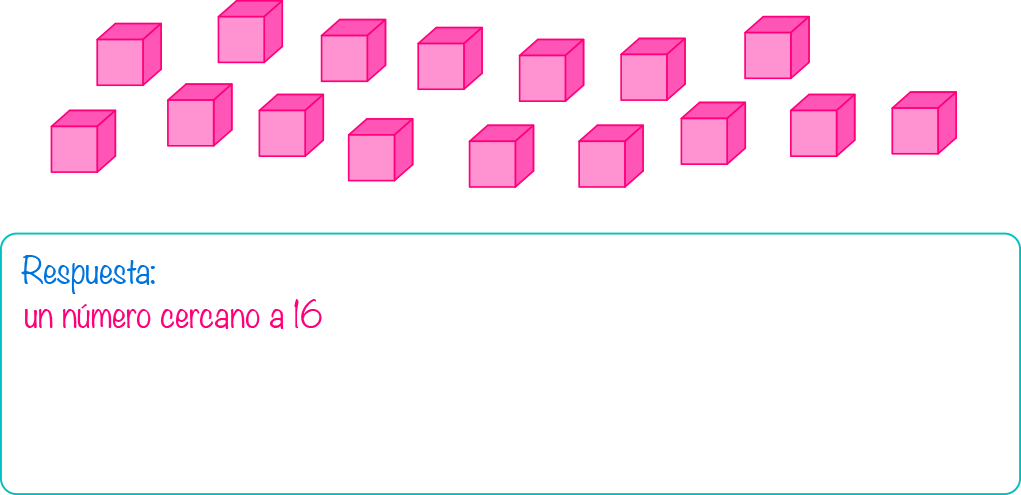 Respuesta:
un número cercano a 16